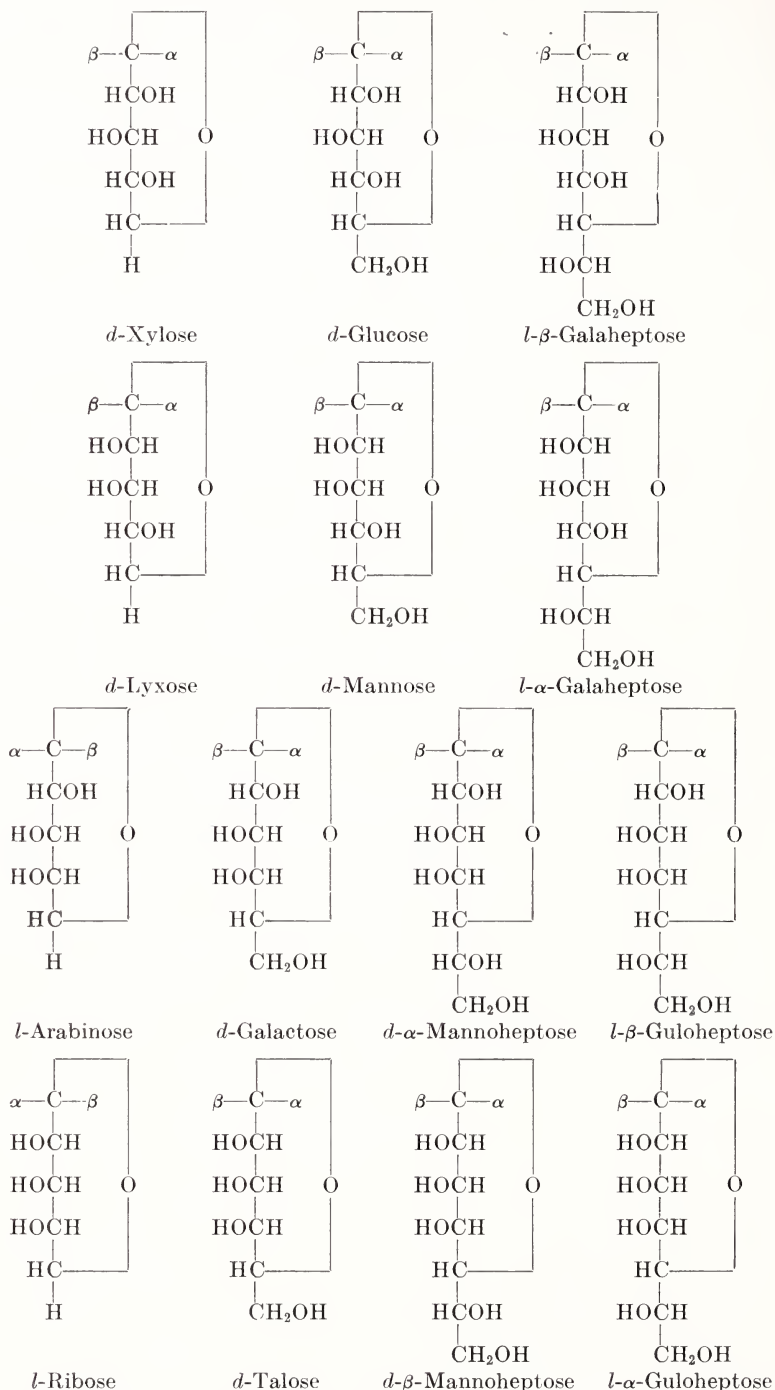 β—C—α β—C—α β—C—α
HCOH HCOH HCOH
HOCH O HOCH O HOCH O
HCOH HCOH HCOH
HC HC HC
H CH₂OH HOCH
CH₂OH
d-Xylose d-Glucose l-β-Galaheptose
β—C—α β—C—α β—C—α
HOCH HOCH HOCH
HOCH O HOCH O HOCH O
HCOH HCOH HCOH
HC HC HC
H CH₂OH HOCH
CH₂OH
d-Lyxose d-Mannose l-α-Galaheptose
α—C—β β—C—α β—C—α β—C—α
HCOH HCOH HCOH HCOH
HOCH O HOCH O HOCH O HOCH O
HOCH HOCH HOCH HOCH
HC HC HC HC
H CH₂OH HCOH HOCH
CH₂OH CH₂OH
l-Arabinose d-Galactose d-α-Mannoheptose l-β-Guloheptose
α—C—β β—C—α β—C—α β—C—α
HOCH HOCH HOCH HOCH
HOCH O HOCH O HOCH O HOCH O
HOCH HOCH HOCH HOCH
HC HC HC HC
H CH₂OH HCOH HOCH
CH₂OH CH₂OH
l-Ribose d-Talose d-β-Mannoheptose l-α-Guloheptose